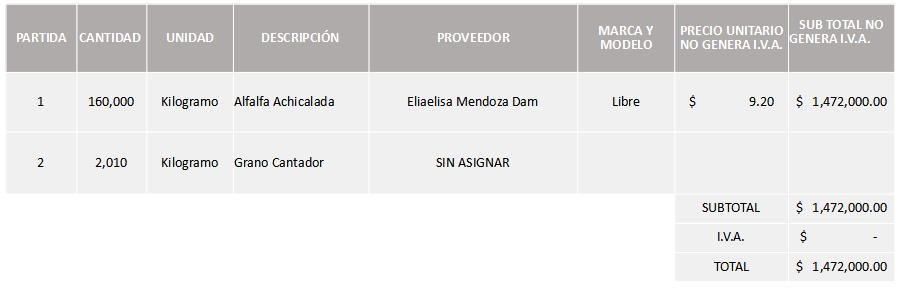 PARTIDA CANTIDAD UNIDAD DESCRIPCIÓN PROVEEDOR MARCA Y MODELO PRECIO UNITARIO NO GENERA I.V.A. SUB TOTAL NO GENERA I.V.A.
1 160,000 Kilogramo Alfalfa Achicalada Eliaelisa Mendoza Dam Libre $ 9.20 $ 1,472,000.00
2 2,010 Kilogramo Grano Cantador SIN ASIGNAR
SUBTOTAL $ 1,472,000.00
I.V.A. $ -
TOTAL $ 1,472,000.00